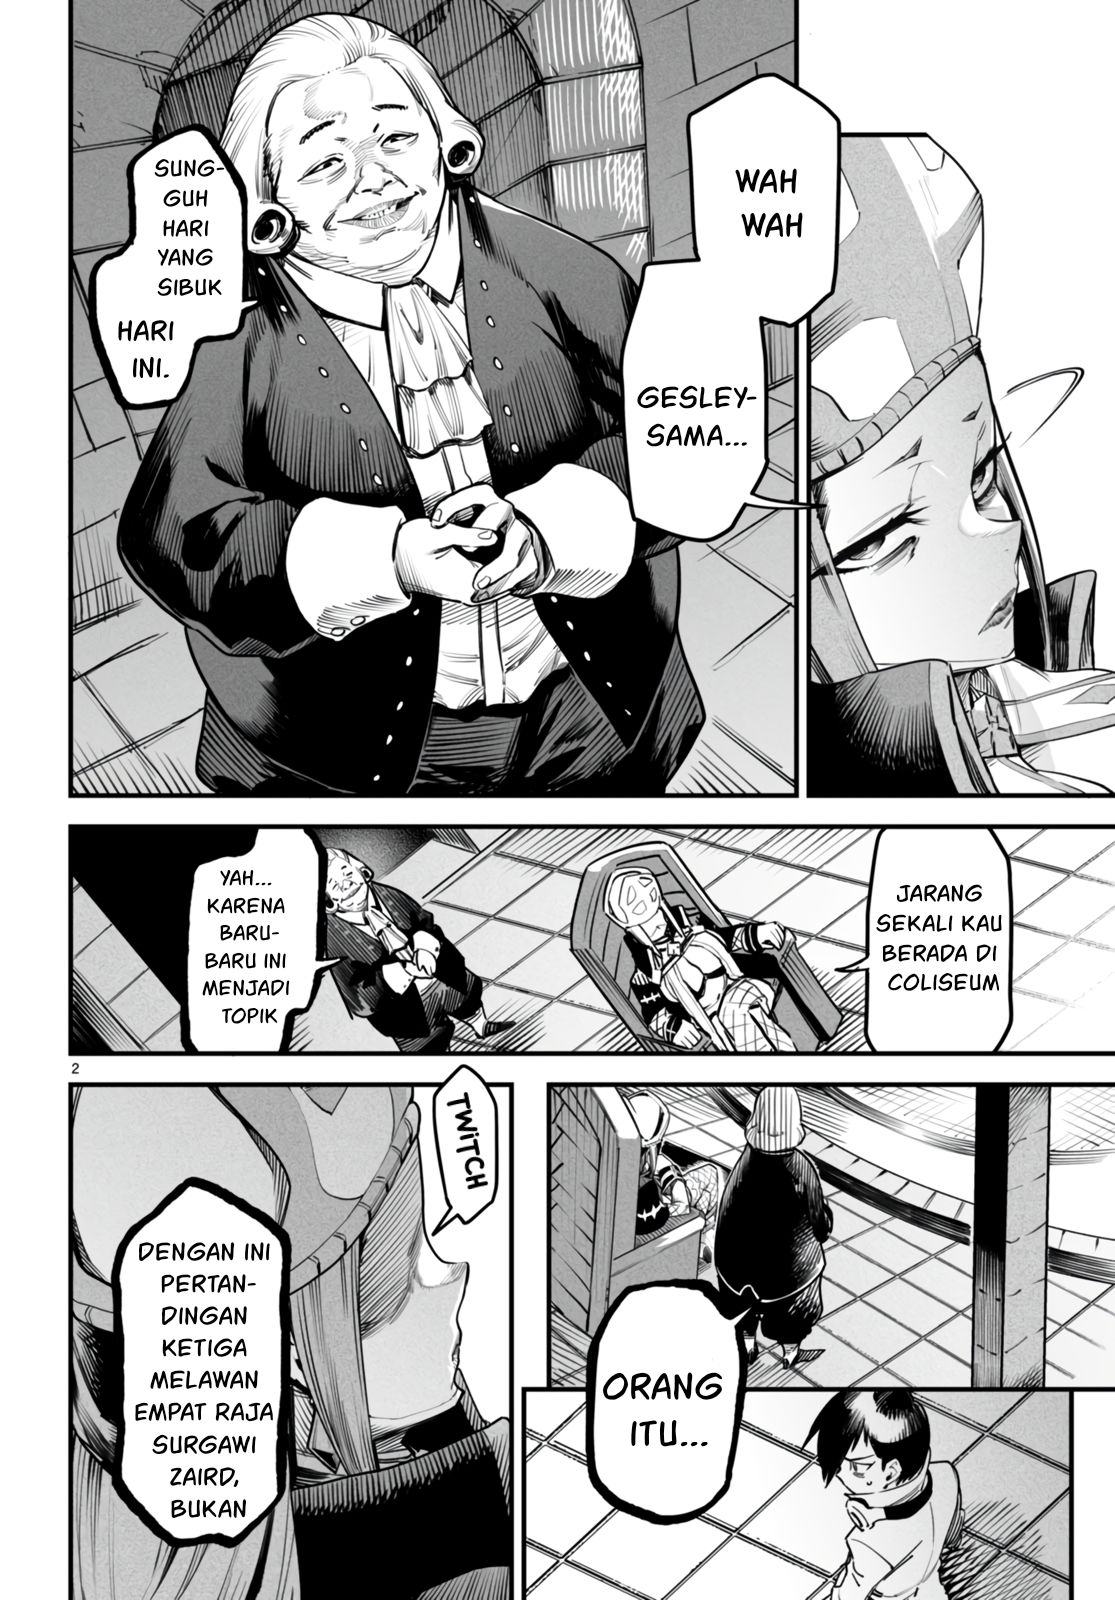 WAH
WAH
GESLEY-
SAMA...
SUNG-
GUH
HARI
YANG
SIBUK
HARI
INI.
JARANG
SEKALI KAU
BERADA DI
COLISEUM
YAH...
KARENA
BARU-
BARU INI
MENJADI
TOPIK
2
ORANG
ITU...
TWITCH
DENGAN INI
PERTAN-
DINGAN
KETIGA
MELAWAN
EMPAT RAJA
SURGAWI
ZAIRD,
BUKAN